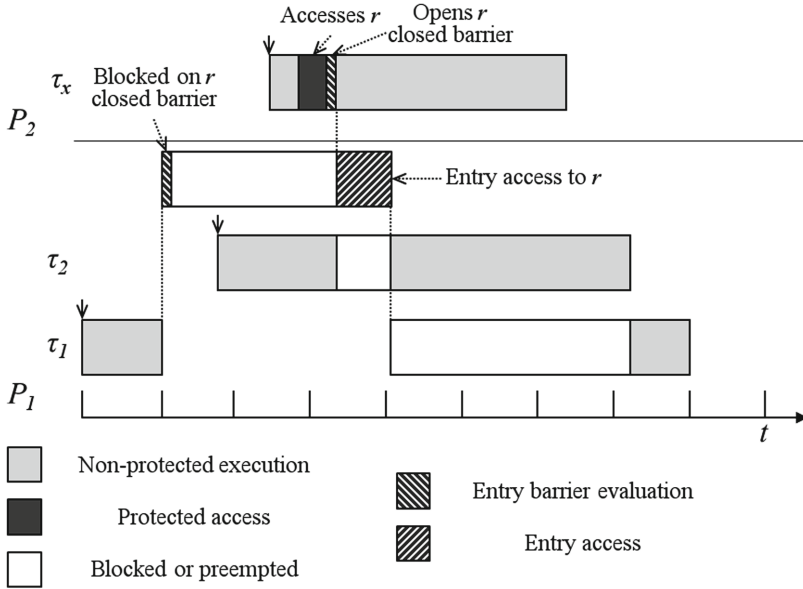 Accesses r
Opens r
closed barrier
τx
Blocked on r
closed barrier
P2
Entry access to r
τ2
τ1
P1
t
Non-protected execution
Protected access
Blocked or preempted
Entry barrier evaluation
Entry access